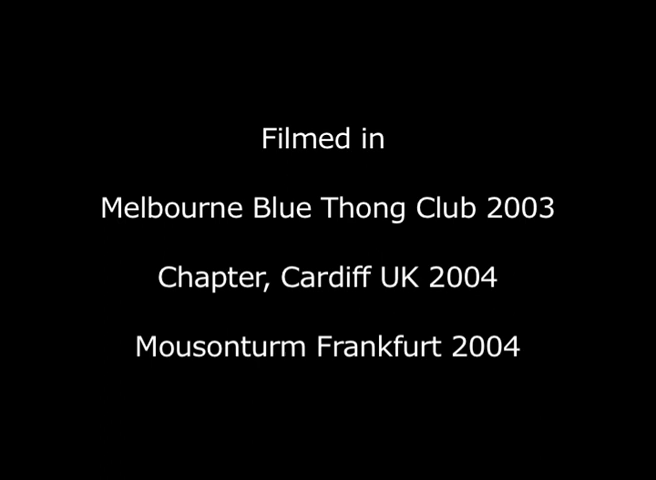 Filmed in
Melbourne Blue Thong Club 2003
Chapter, Cardiff UK 2004
Mousonturm Frankfurt 2004